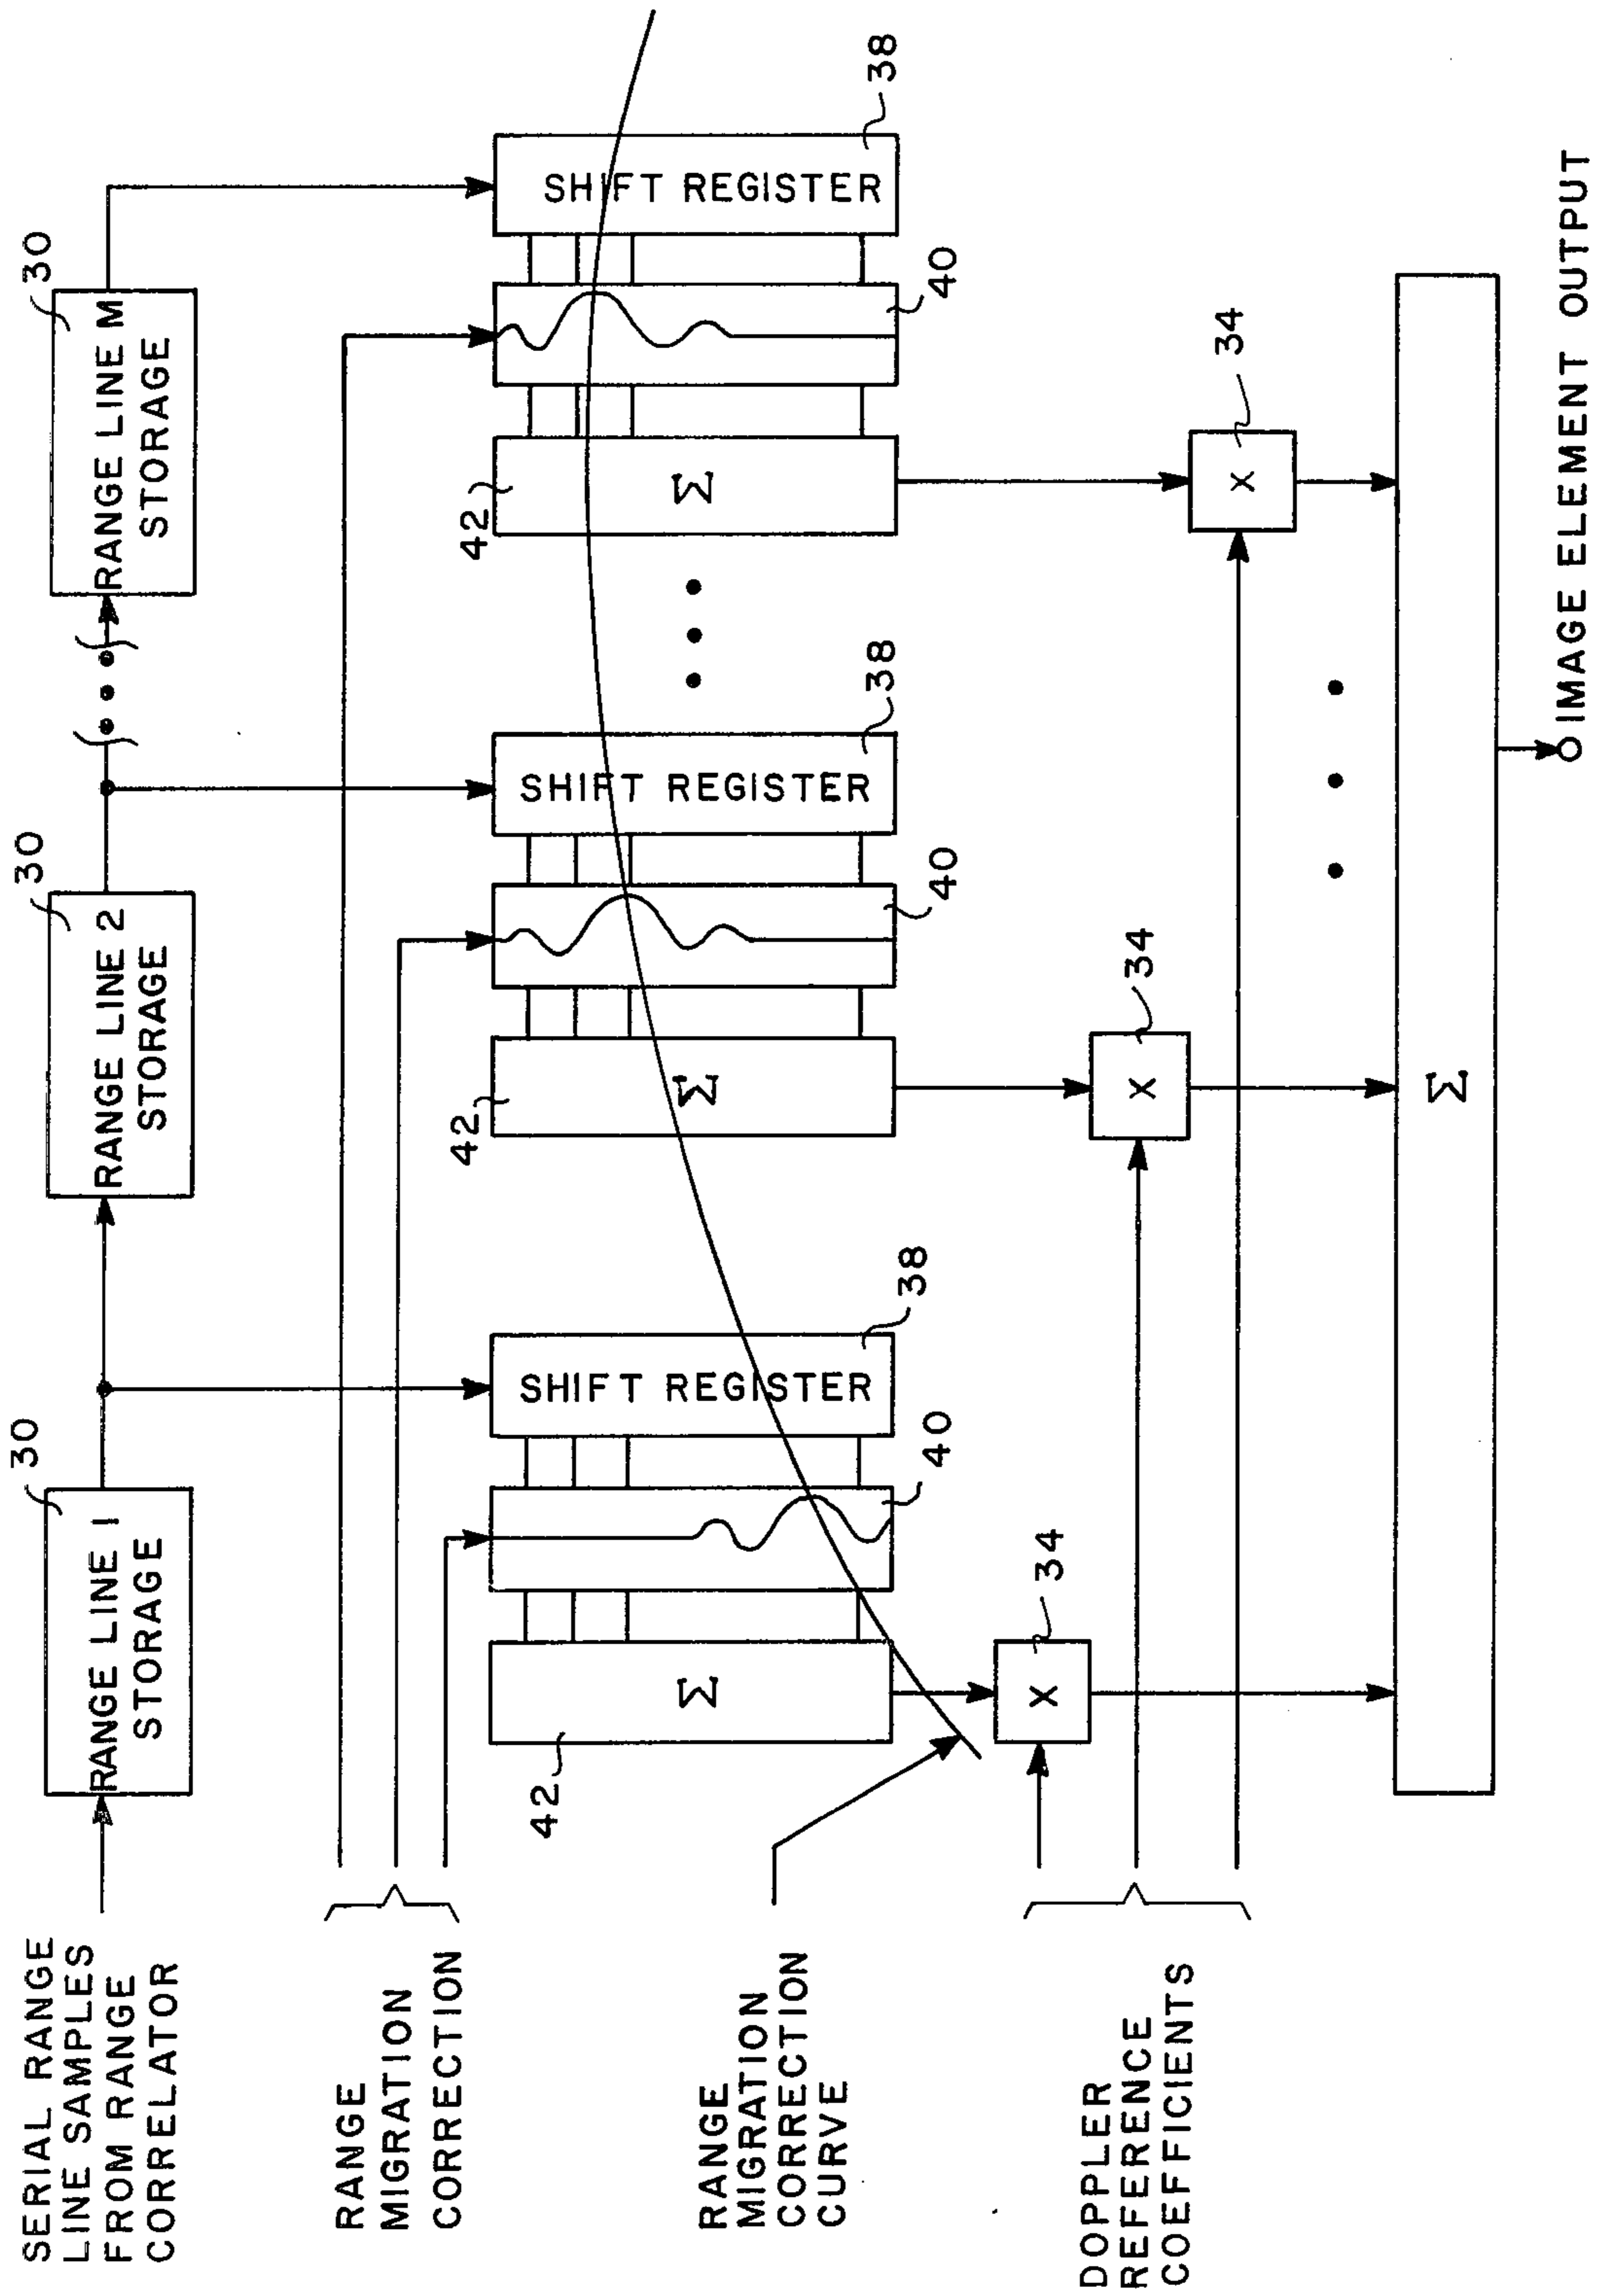 SERIAL RANGE
LINE SAMPLES
FROM RANGE
CORRELATOR
30
RANGE LINE 1
STORAGE
30
RANGE LINE 2
STORAGE
30
RANGE LINE M
STORAGE
RANGE
MIGRATION
CORRECTION
42
Σ
40
SHIFT REGISTER
38
42
Σ
40
SHIFT REGISTER
38
42
Σ
40
SHIFT REGISTER
38
RANGE
MIGRATION
CORRECTION
CURVE
34
X
34
X
34
X
DOPPLER
REFERENCE
COEFFICIENTS
Σ
IMAGE ELEMENT OUTPUT